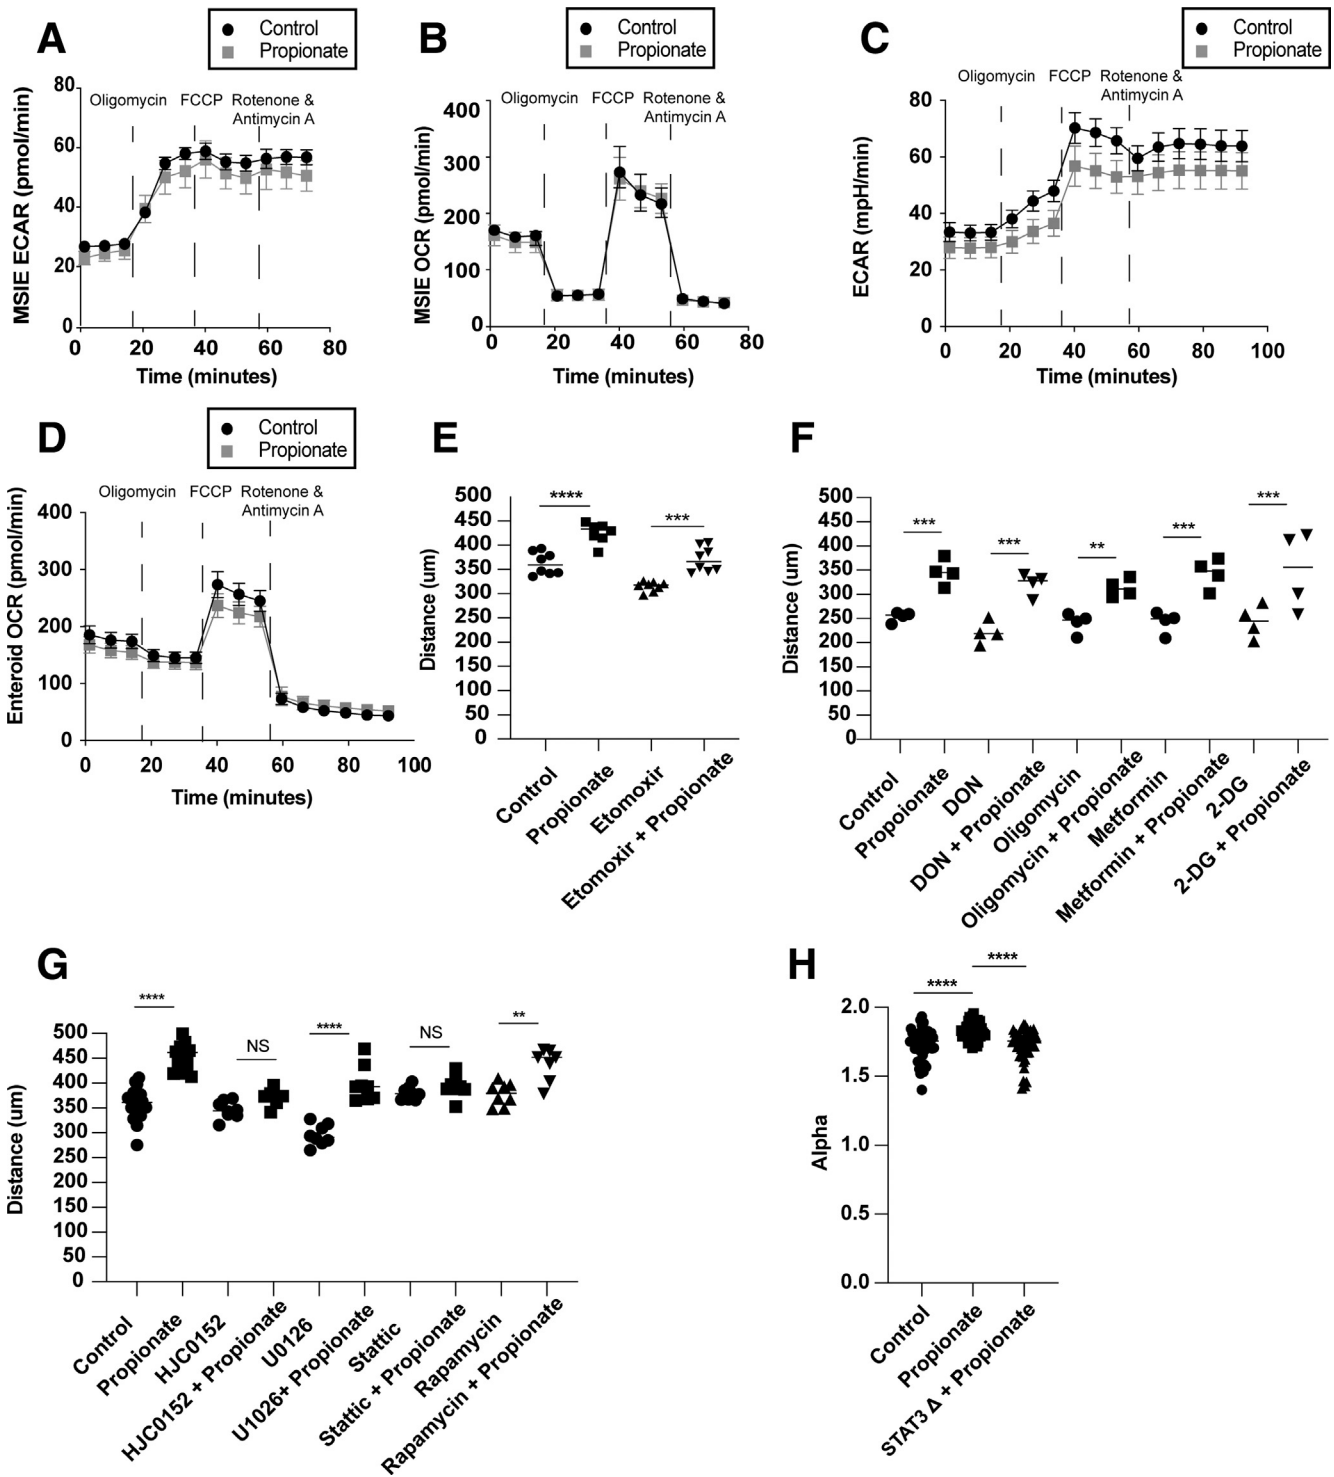 A
Control
Propionate
Oligomycin
FCCP
Rotenone &
Antimycin A
MSIE ECAR (pmol/min)
80
60
40
20
0
0 20 40 60 80
Time (minutes)
B
Control
Propionate
Oligomycin
FCCP
Rotenone &
Antimycin A
MSIE OCR (pmol/min)
400
300
200
100
0
0 20 40 60 80
Time (minutes)
C
Control
Propionate
Oligomycin
FCCP
Rotenone &
Antimycin A
ECAR (mpH/min)
80
60
40
20
0
0 20 40 60 80 100
Time (minutes)
D
Control
Propionate
Oligomycin
FCCP
Rotenone &
Antimycin A
Enteroid OCR (pmol/min)
400
300
200
100
0
0 20 40 60 80 100
Time (minutes)
E
Distance (um)
500
450
400
350
300
250
200
150
100
50
0
****
***
Control
Propionate
Etomoxir
Etomoxir + Propionate
F
Distance (um)
500
450
400
350
300
250
200
150
100
50
0
***
***
**
***
***
Control
Propoionate
DON
DON + Propionate
Oligomycin
Oligomycin + Propionate
Metformin
Metformin + Propionate
2-DG
2-DG + Propionate
G
Distance (um)
500
450
400
350
300
250
200
150
100
50
0
****
NS
****
NS
**
Control
Propionate
HJC0152
HJC0152 + Propionate
U0126
U1026+ Propionate
Stattic
Stattic + Propionate
Rapamycin
Rapamycin + Propionate
H
Alpha
2.0
1.5
1.0
0.5
0.0
****
****
Control
Propionate
STAT3 Δ + Propionate